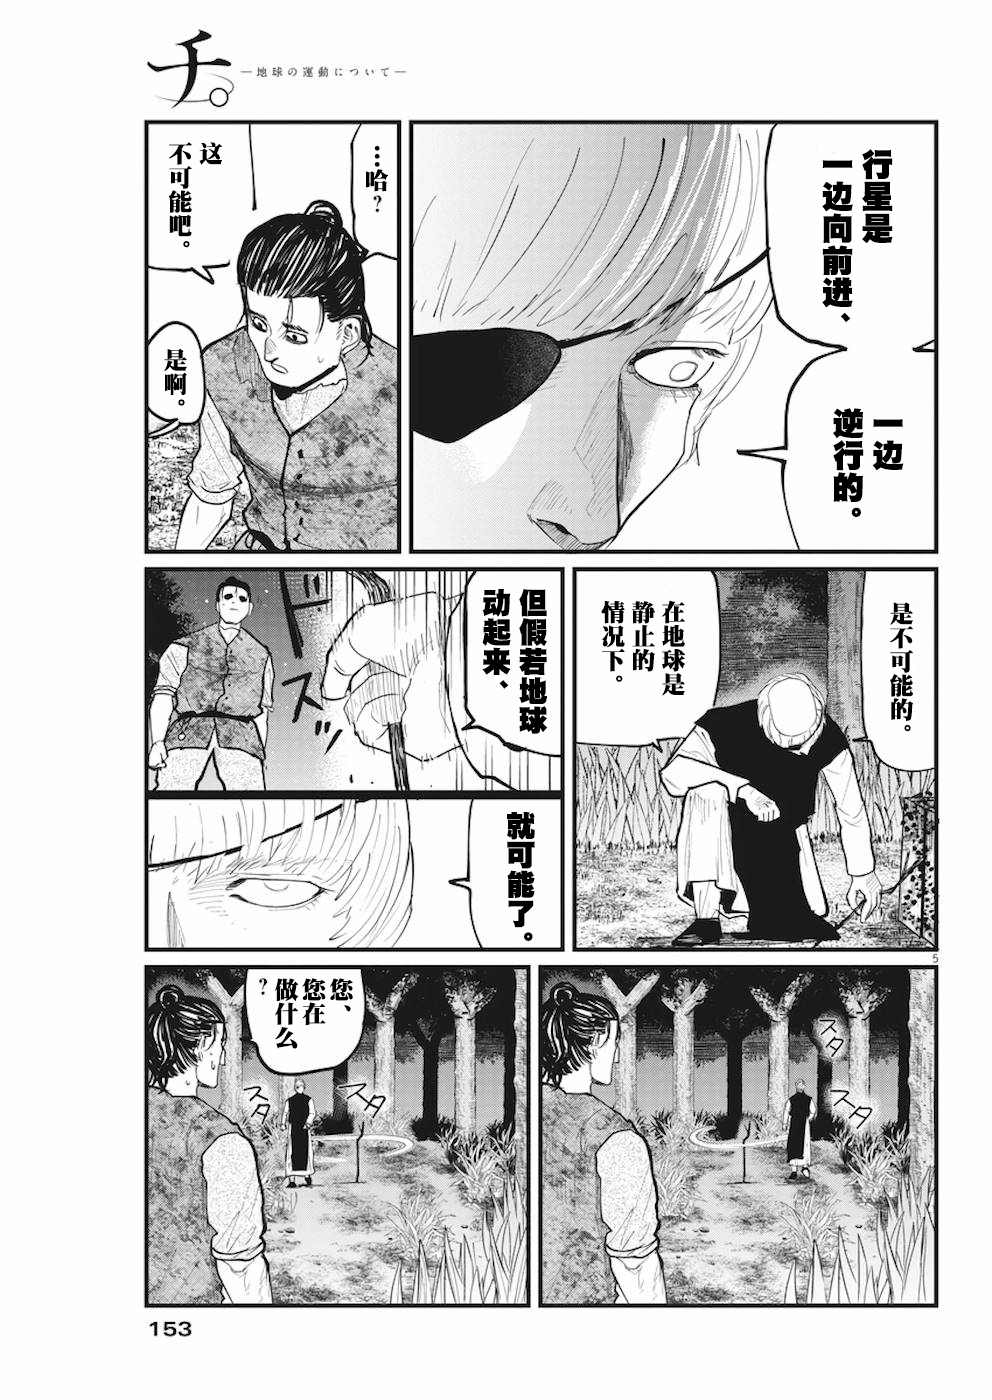 チ。
—地球の運動について—
行星是
一边向前进、
一边
逆行的。
…哈?
这
不可能吧。
是啊。
是不可能的。
在地球是
静止的
情况下。
但假若地球
动起来、
ドス
就可能了。
5
スタ
スタ
您、
您在
做什么
?
スタ
スタ
153